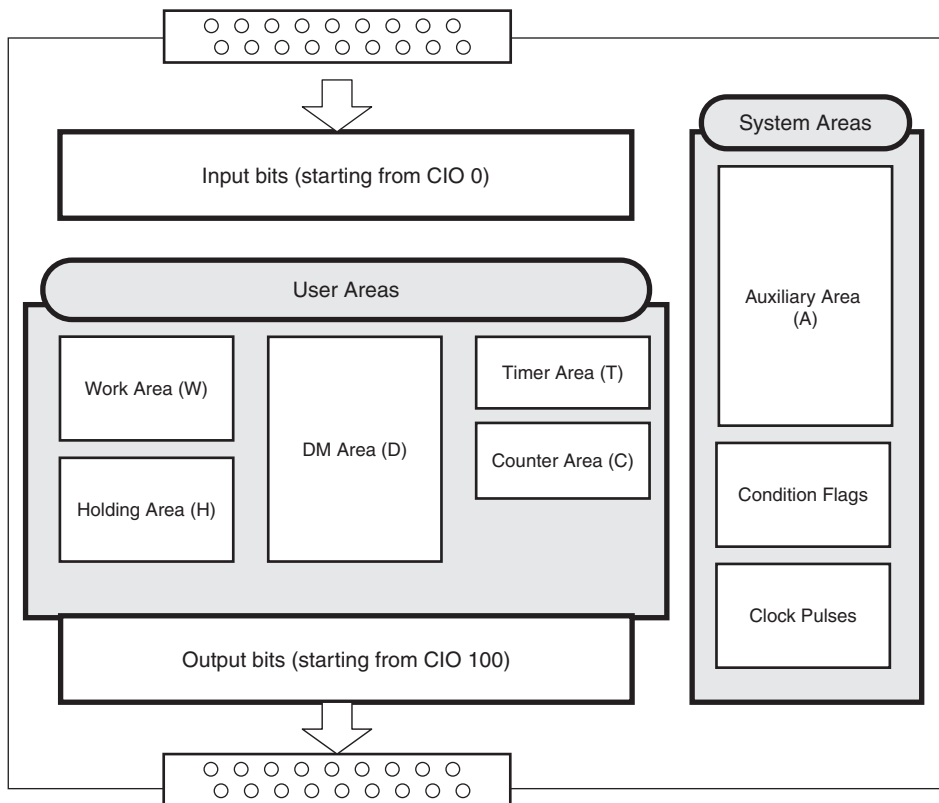 System Areas
Input bits (starting from CIO 0)
User Areas
Auxiliary Area
(A)
Work Area (W)
DM Area (D)
Timer Area (T)
Counter Area (C)
Holding Area (H)
Condition Flags
Clock Pulses
Output bits (starting from CIO 100)